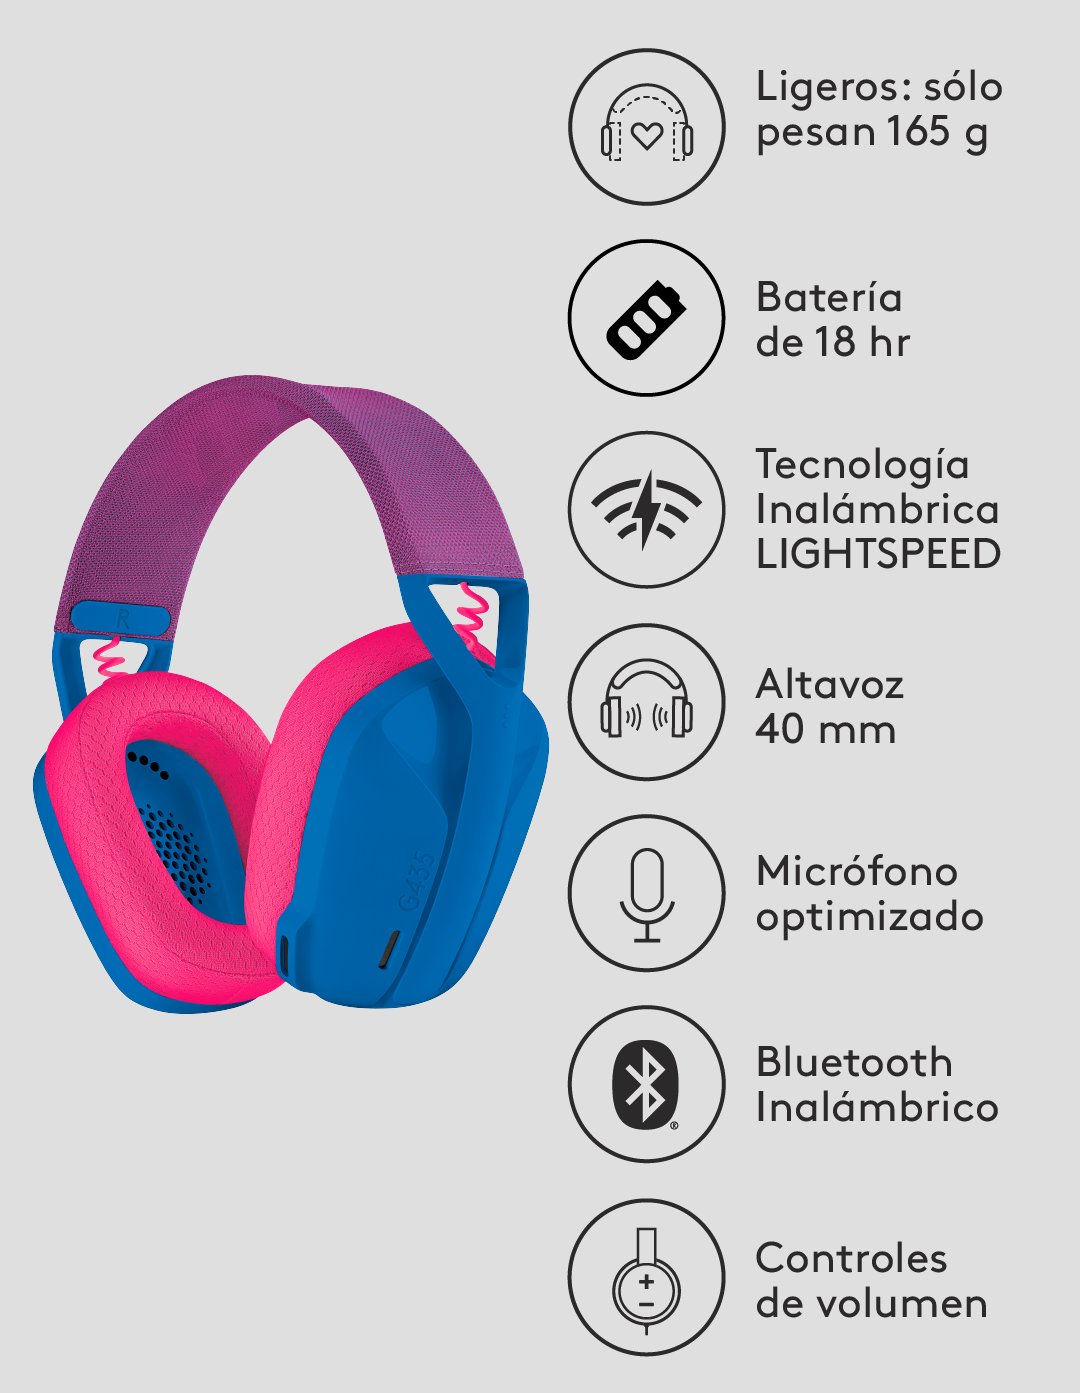 Ligeros: sólo
pesan 165 g
Batería
de 18 hr
Tecnología
Inalámbrica
LIGHTSPEED
R
Altavoz
40 mm
G435
Micrófono
optimizado
Bluetooth
Inalámbrico
®
+
−
Controles
de volumen